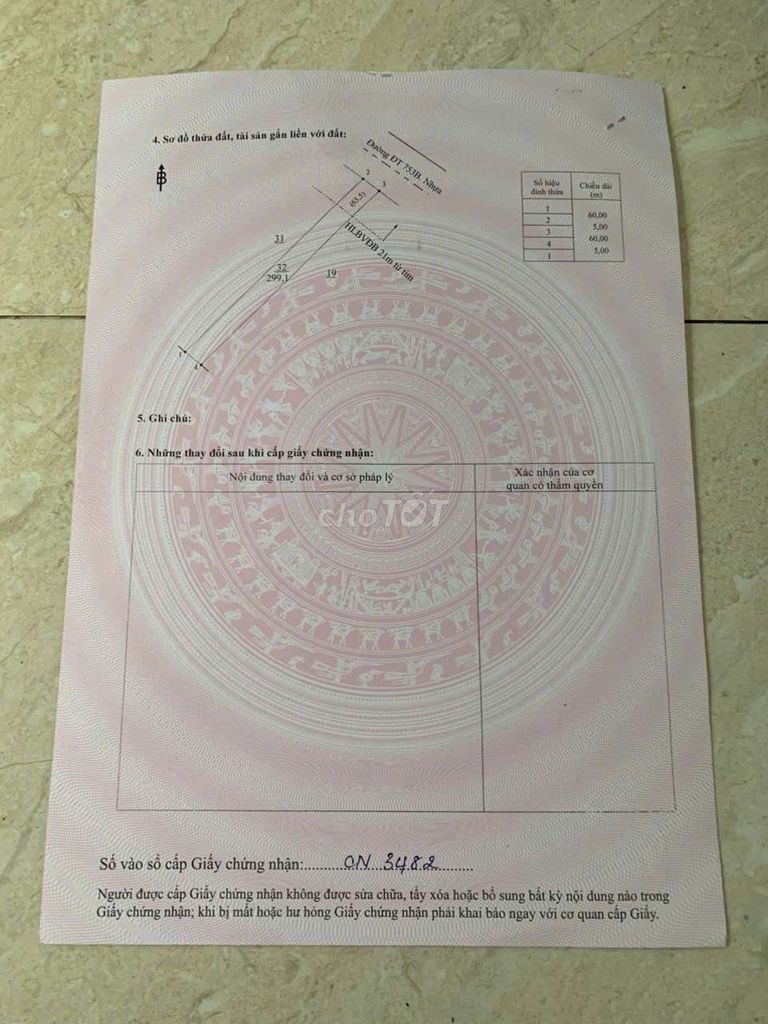 4. Sơ đồ thửa đất, tài sản gắn liền với đất:
B
Đường ĐT 753B, Nhựa
2
3
(63,5)
HLBVĐB 21m từ tim
31
32
299,1
19
1
4
Số hiệu đỉnh thửa
Chiều dài (m)
1
60,00
2
5,00
3
60,00
4
5,00
1
5. Ghi chú:
6. Những thay đổi sau khi cấp giấy chứng nhận:
Nội dung thay đổi và cơ sở pháp lý
Xác nhận của cơ
quan có thẩm quyền
chợTỐT
Số vào sổ cấp Giấy chứng nhận:..........CN 3482..........
Người được cấp Giấy chứng nhận không được sửa chữa, tẩy xóa hoặc bổ sung bất kỳ nội dung nào trong
Giấy chứng nhận; khi bị mất hoặc hư hỏng Giấy chứng nhận phải khai báo ngay với cơ quan cấp Giấy.